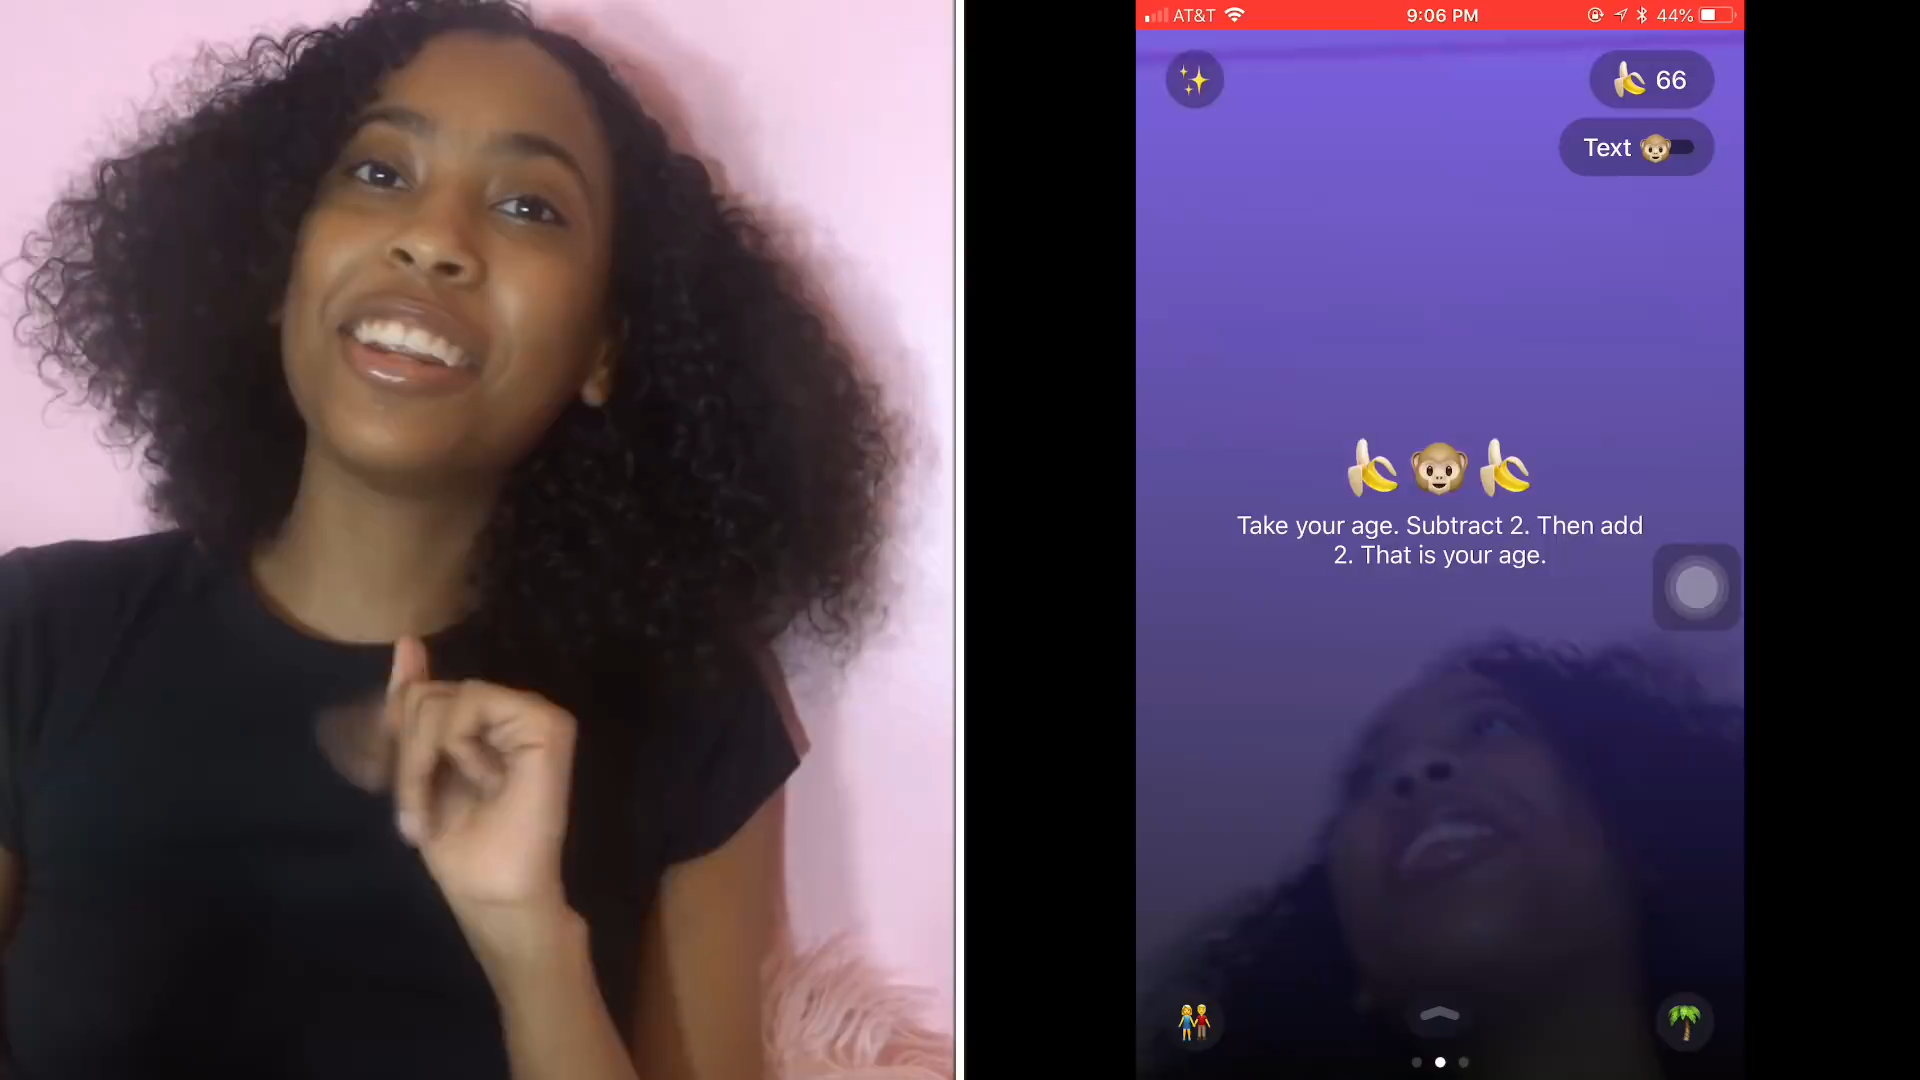 AT&T 9:06 PM 44%
66
Text
Take your age. Subtract 2. Then add
2. That is your age.